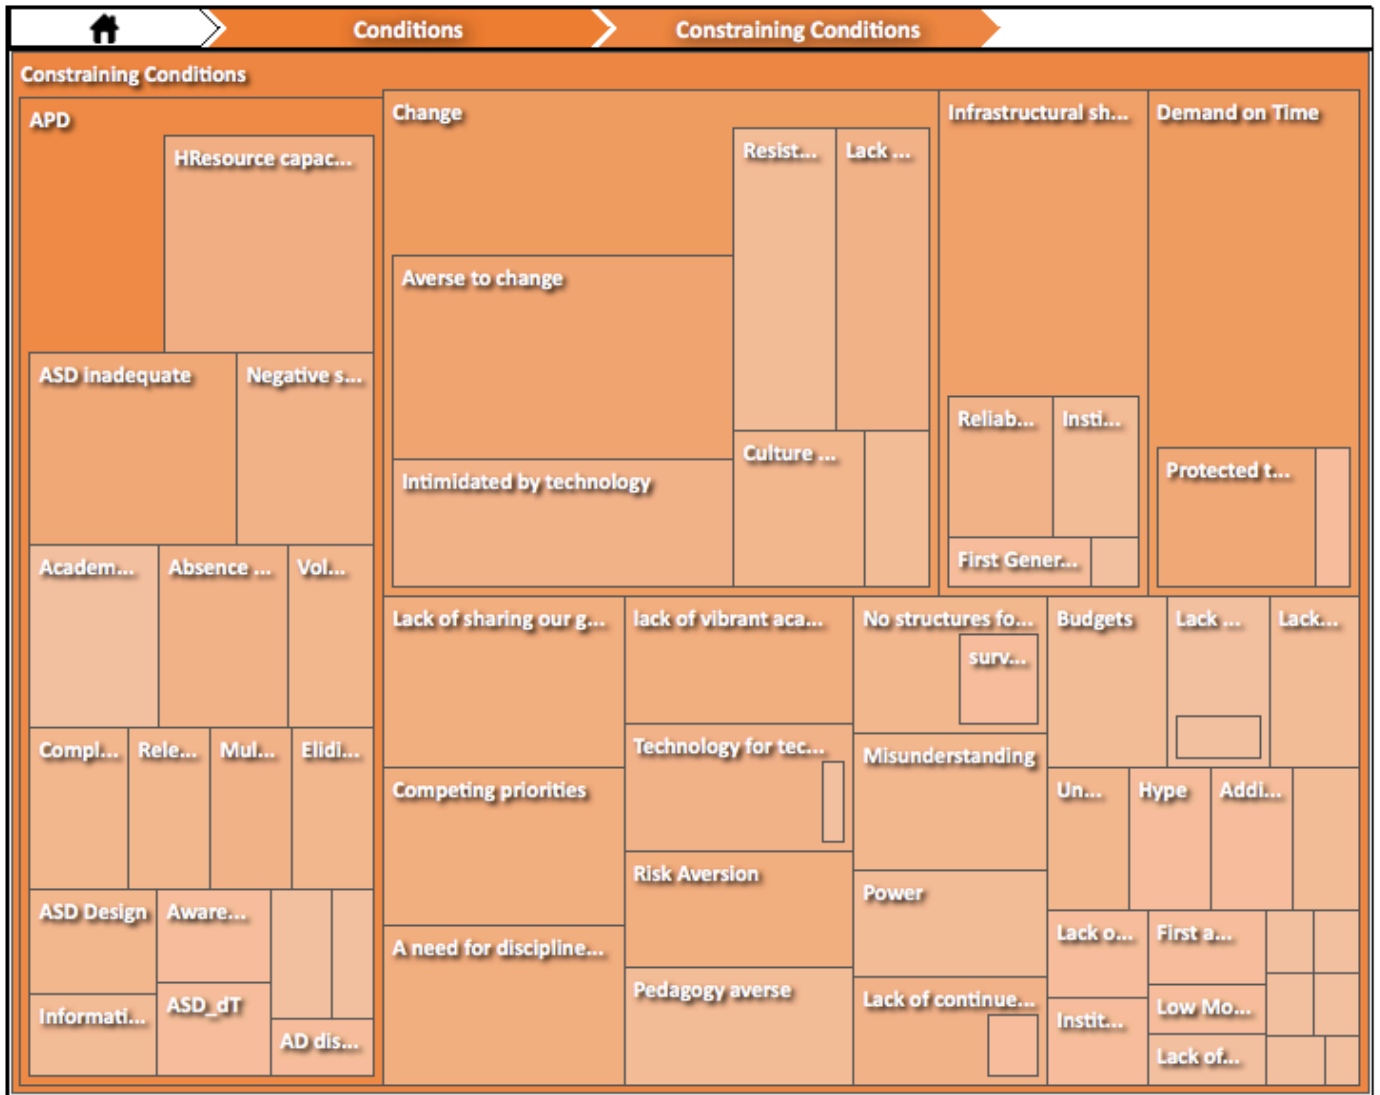 Conditions
Constraining Conditions
Constraining Conditions
APD
HResource capac...
ASD inadequate
Negative s...
Academ...
Absence ...
Vol...
Compl...
Rele...
Mul...
Elidi...
ASD Design
Aware...
Informati...
ASD_dT
AD dis...
Change
Resist...
Lack ...
Averse to change
Intimidated by technology
Culture ...
Infrastructural sh...
Reliab...
Insti...
First Gener...
Demand on Time
Protected t...
Lack of sharing our g...
Competing priorities
A need for discipline...
lack of vibrant aca...
Technology for tec...
Risk Aversion
Pedagogy averse
No structures fo...
surv...
Misunderstanding
Power
Lack of continue...
Budgets
Lack ...
Lack...
Un...
Hype
Addi...
Lack o...
First a...
Instit...
Low Mo...
Lack of...